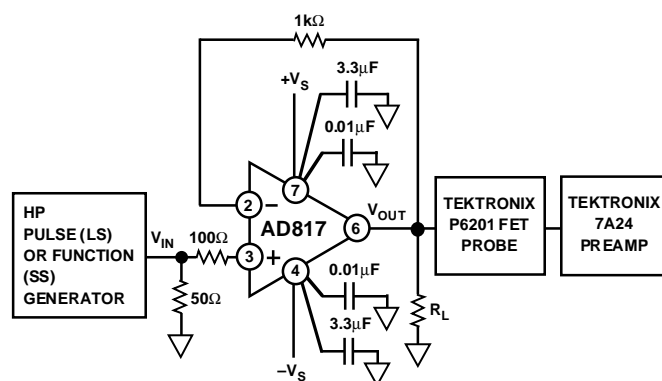 1kΩ
3.3µF
+VS
0.01µF
2
–
7
HP
PULSE (LS)
OR FUNCTION
(SS)
GENERATOR
VIN
100Ω
50Ω
3
+
AD817
6
VOUT
4
TEKTRONIX
P6201 FET
PROBE
TEKTRONIX
7A24
PREAMP
0.01µF
3.3µF
–VS
RL